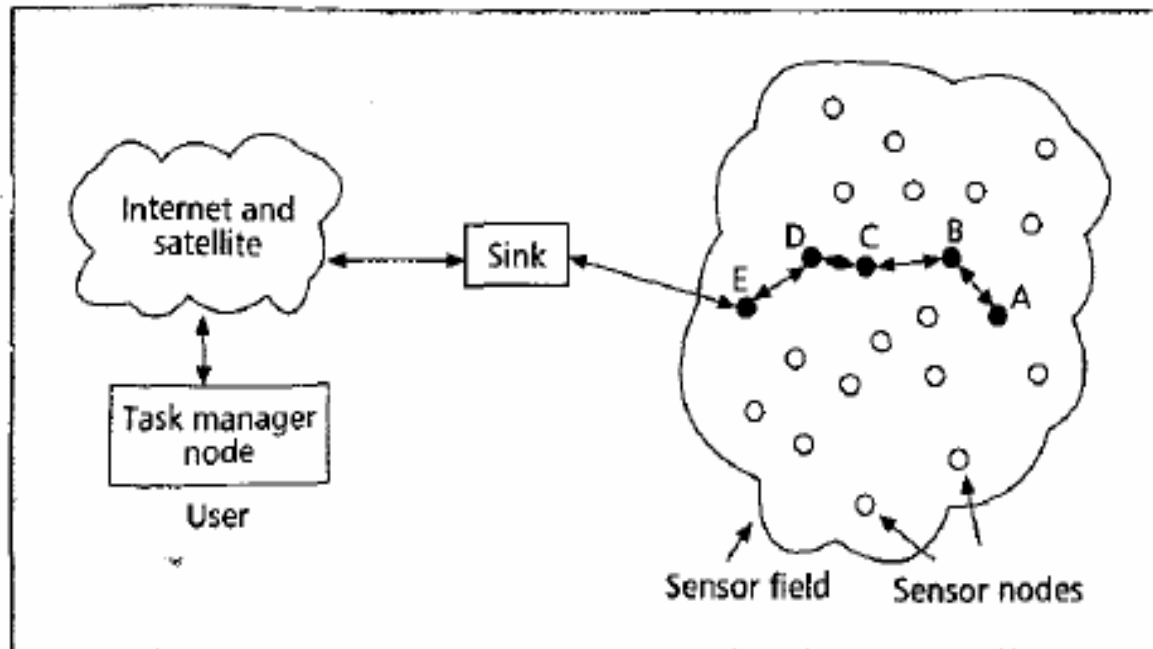 Internet and
satellite
Sink
Task manager
node
User
D
C
B
E
A
Sensor field
Sensor nodes